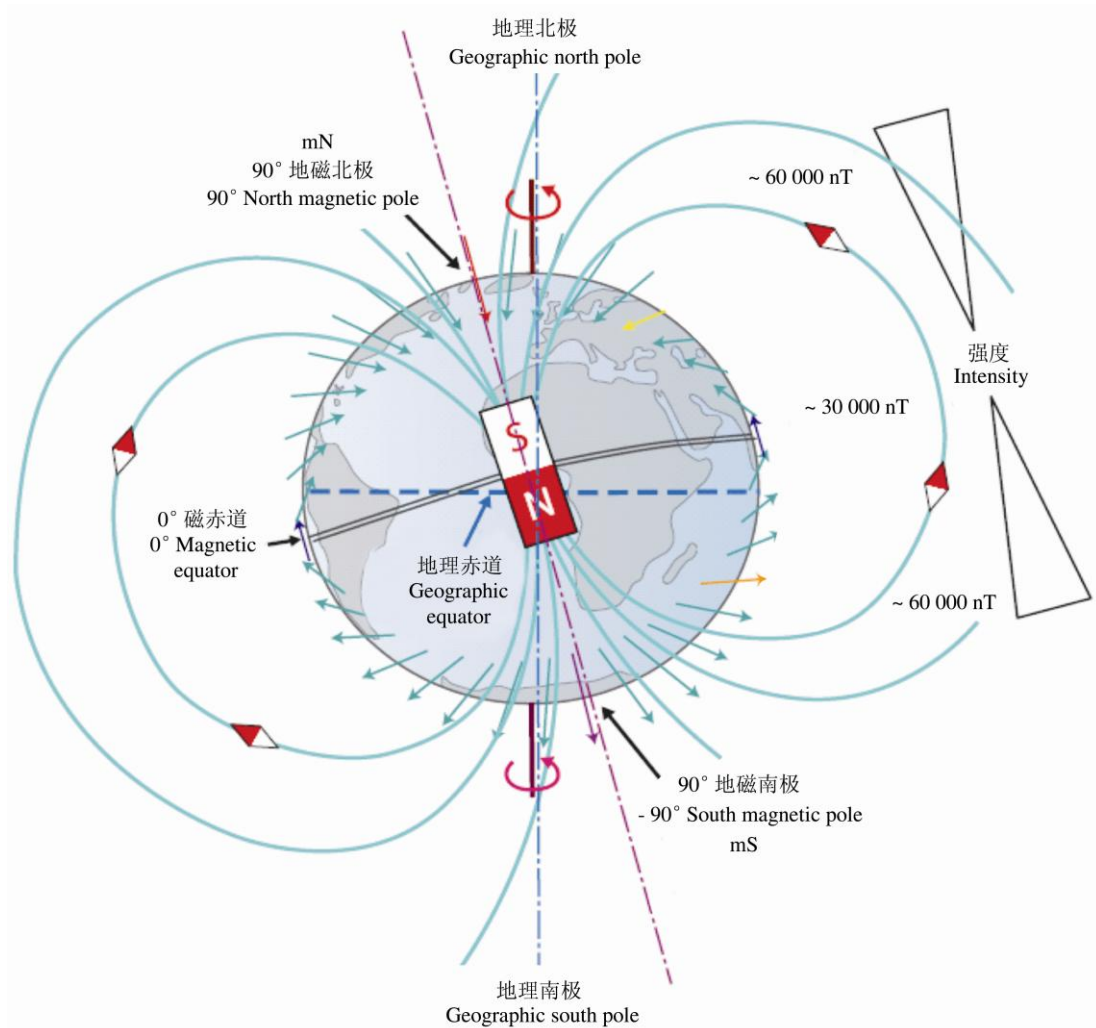 地理北极
Geographic north pole
mN
90° 地磁北极
90° North magnetic pole
~ 60 000 nT
强度
Intensity
~ 30 000 nT
S
N
0° 磁赤道
0° Magnetic
equator
地理赤道
Geographic
equator
~ 60 000 nT
90° 地磁南极
- 90° South magnetic pole
mS
地理南极
Geographic south pole